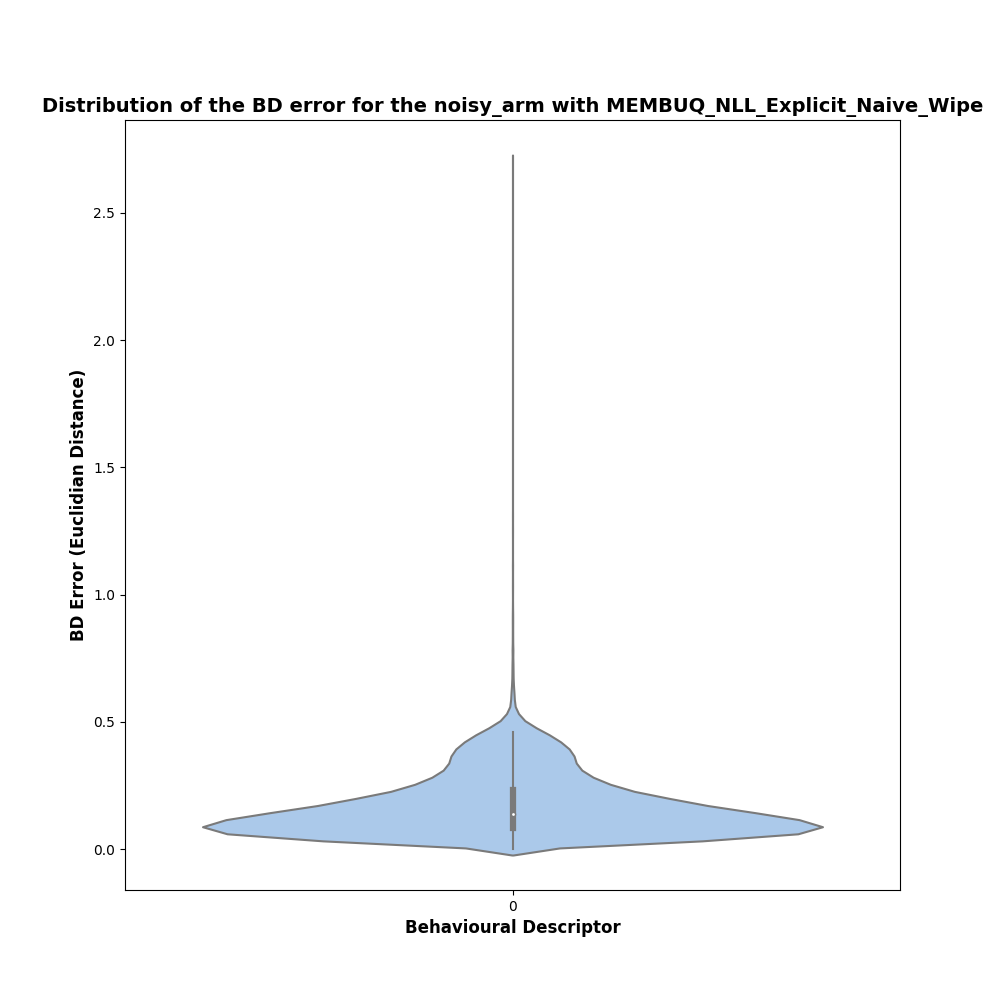 Distribution of the BD error for the noisy_arm with MEMBUQ_NLL_Explicit_Naive_Wipe
2.5
2.0
1.5
1.0
0.5
0.0
BD Error (Euclidian Distance)
0
Behavioural Descriptor